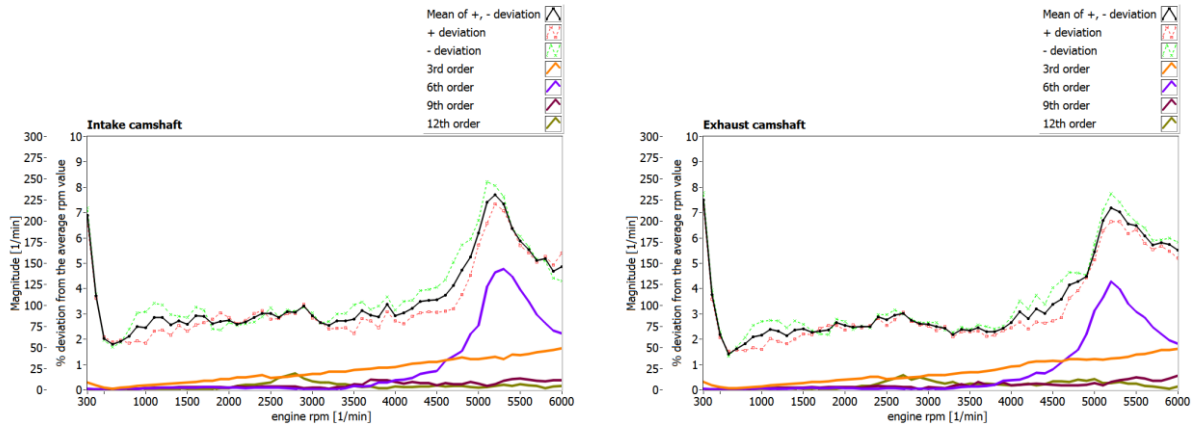 Mean of +, - deviation
+ deviation
- deviation
3rd order
6th order
9th order
12th order
Intake camshaft
Magnitude [1/min]
300-
275-
250-
225-
200-
175-
150-
125-
100-
75-
50-
25-
0-
% deviation from the average rpm value
10-
9-
8-
7-
6-
5-
4-
3-
2-
1-
0-
300 1000 1500 2000 2500 3000 3500 4000 4500 5000 5500 6000
engine rpm [1/min]
Mean of +, - deviation
+ deviation
- deviation
3rd order
6th order
9th order
12th order
Exhaust camshaft
Magnitude [1/min]
300-
275-
250-
225-
200-
175-
150-
125-
100-
75-
50-
25-
0-
% deviation from the average rpm value
10-
9-
8-
7-
6-
5-
4-
3-
2-
1-
0-
300 1000 1500 2000 2500 3000 3500 4000 4500 5000 5500 6000
engine rpm [1/min]